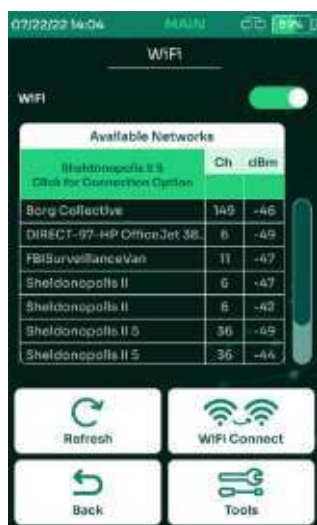 07/22/22 14:04 MAIN 89%
WiFi
WiFi
Available Networks
Sheldonopolis II 5 Ch dBm
Click for Connection Option
Borg Collective 149 -46
DIRECT-97-HP OfficeJet 38.. 6 -49
FBISurveillanceVan 11 -47
Sheldonopolis II 6 -47
Sheldonopolis II 6 -42
Sheldonopolis II 5 36 -49
Sheldonopolis II 5 36 -44
Refresh WiFi Connect
Back Tools